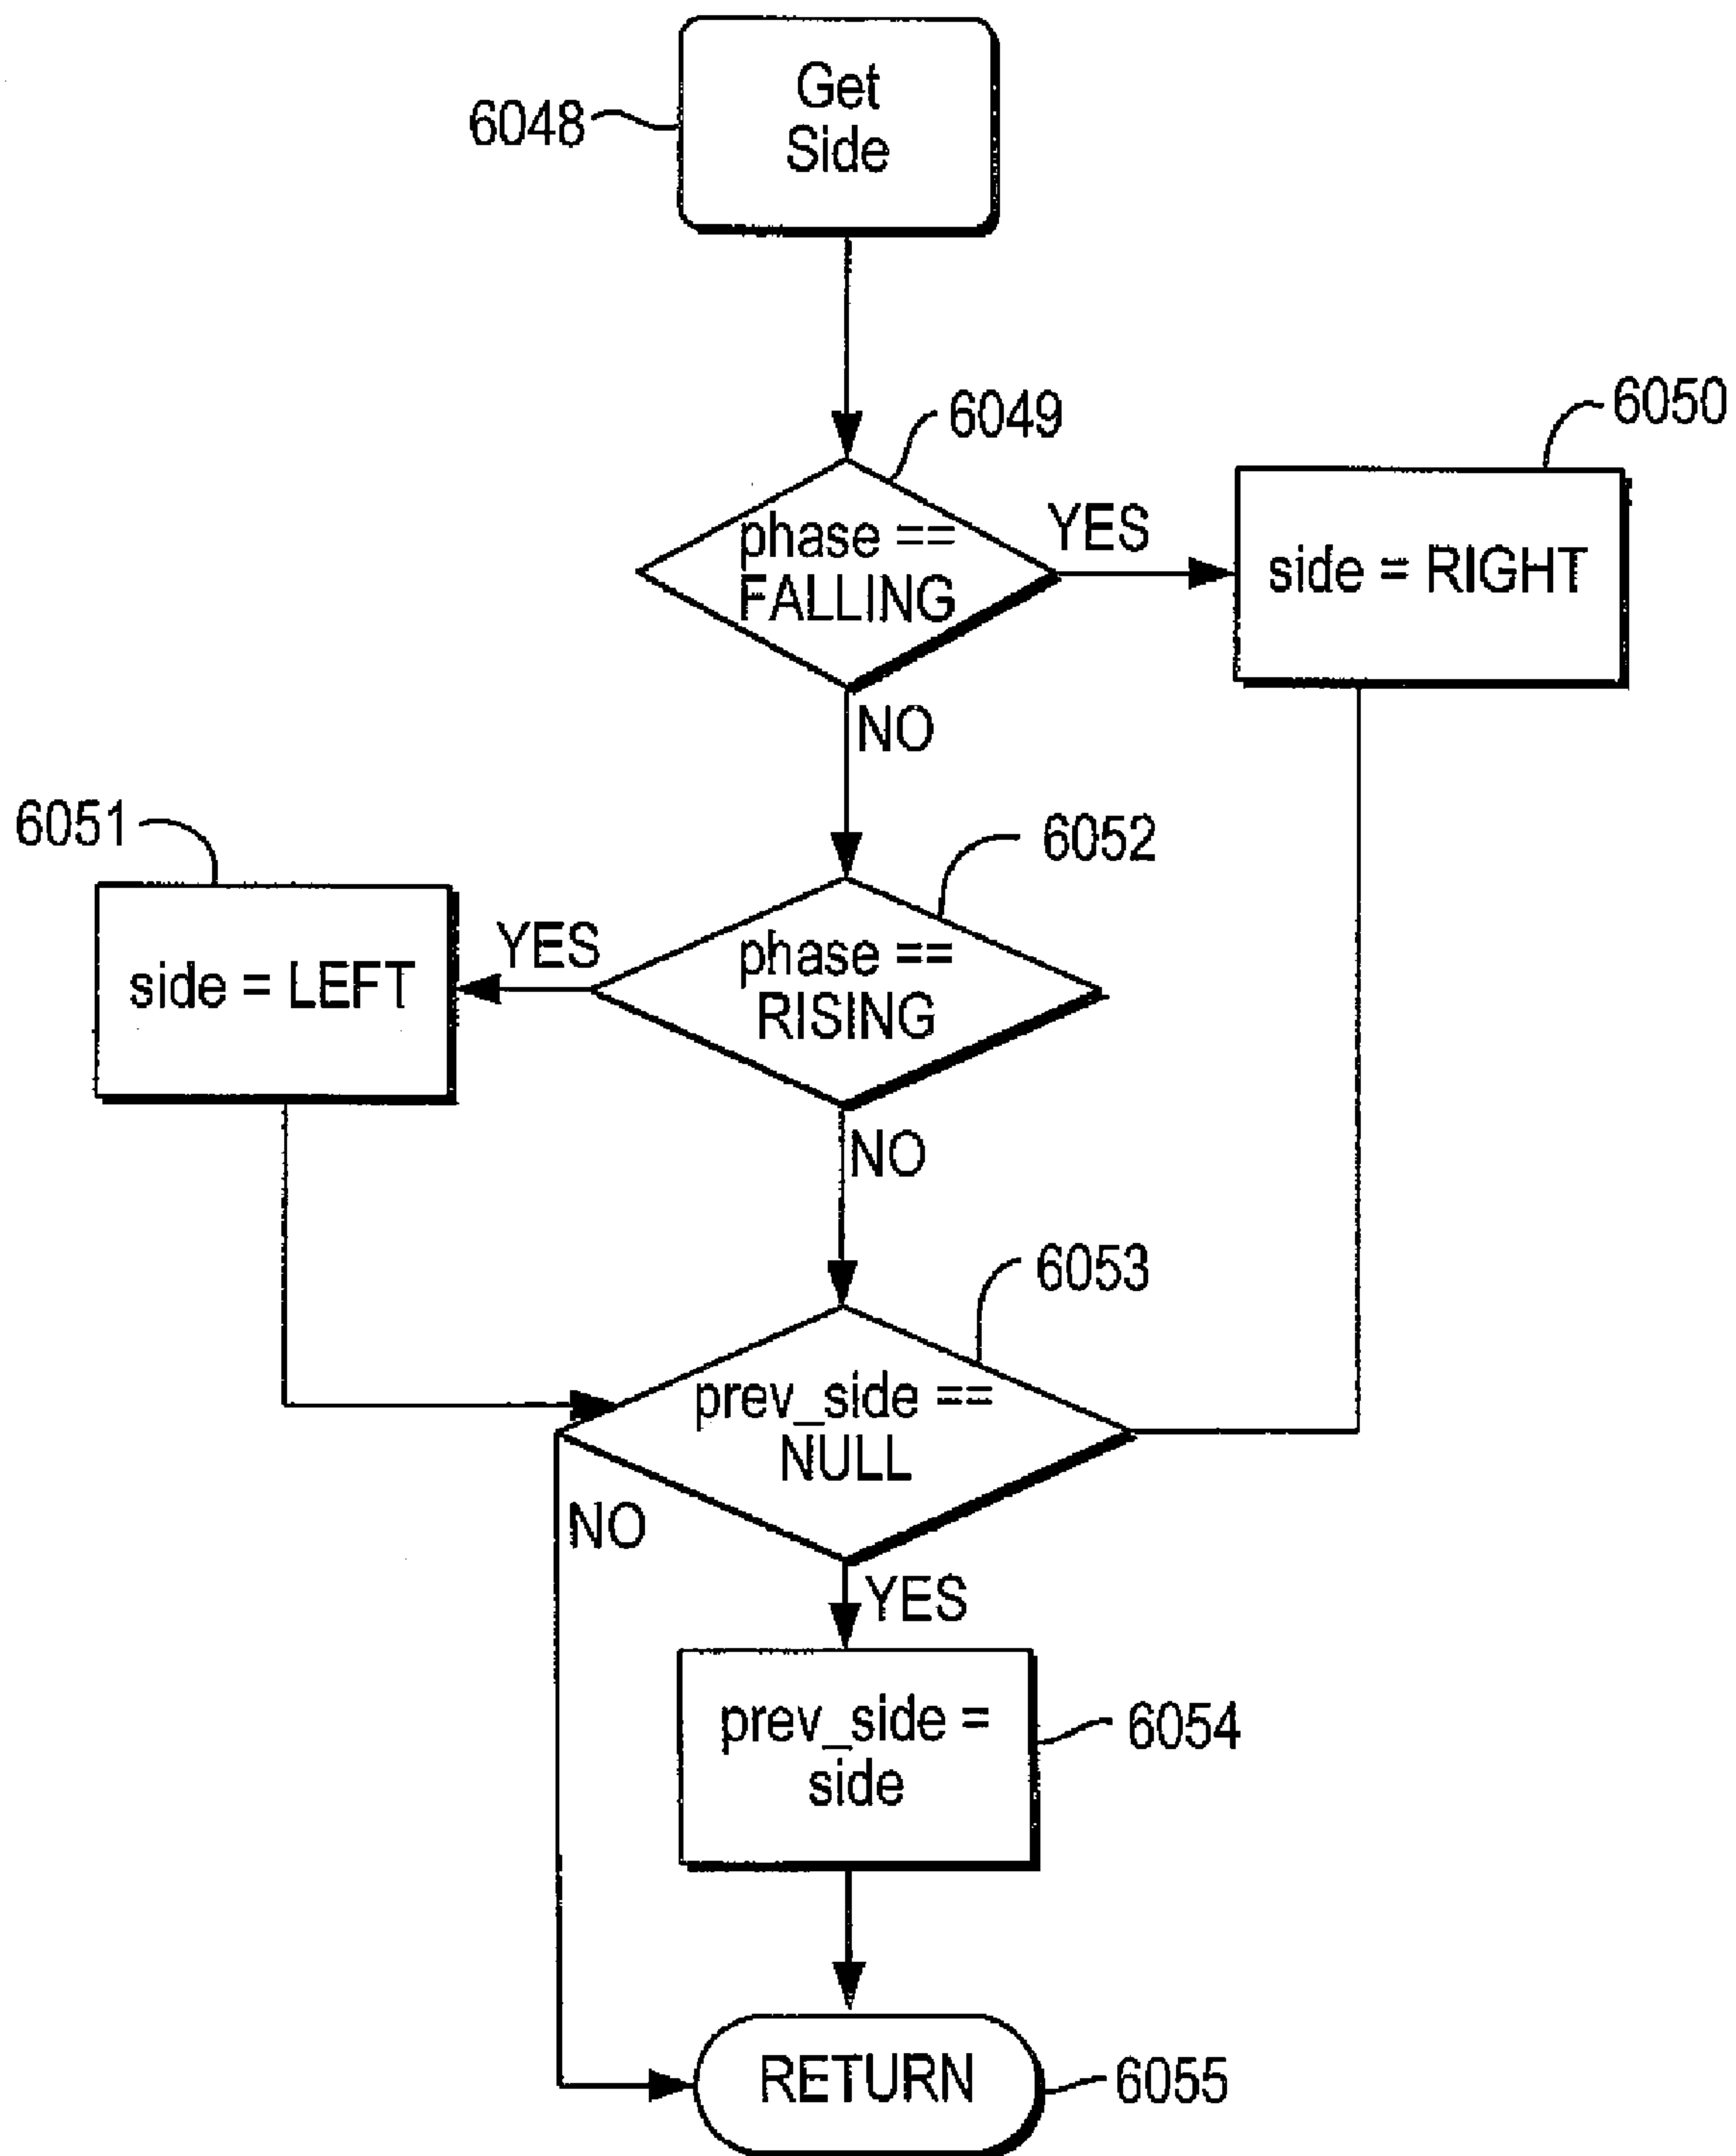 Get
Side
6048
6049
6050
phase ==
FALLING
YES
side = RIGHT
NO
6051
6052
side = LEFT
YES
phase ==
RISING
NO
6053
prev_side ==
NULL
NO
YES
prev_side =
side
6054
RETURN
6055